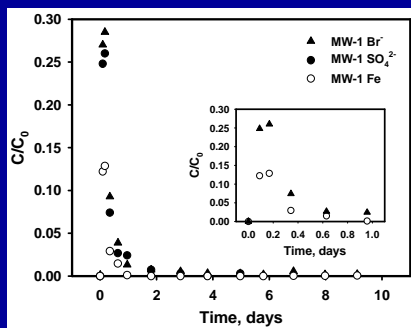 0.30
0.25
0.20
0.15
0.10
0.05
0.00
C/C₀
0 2 4 6 8 10
Time, days
MW-1 Br⁻
MW-1 SO₄²⁻
MW-1 Fe
0.30
0.25
0.20
0.15
0.10
0.05
0.00
C/C₀
0.0 0.2 0.4 0.6 0.8 1.0
Time, days